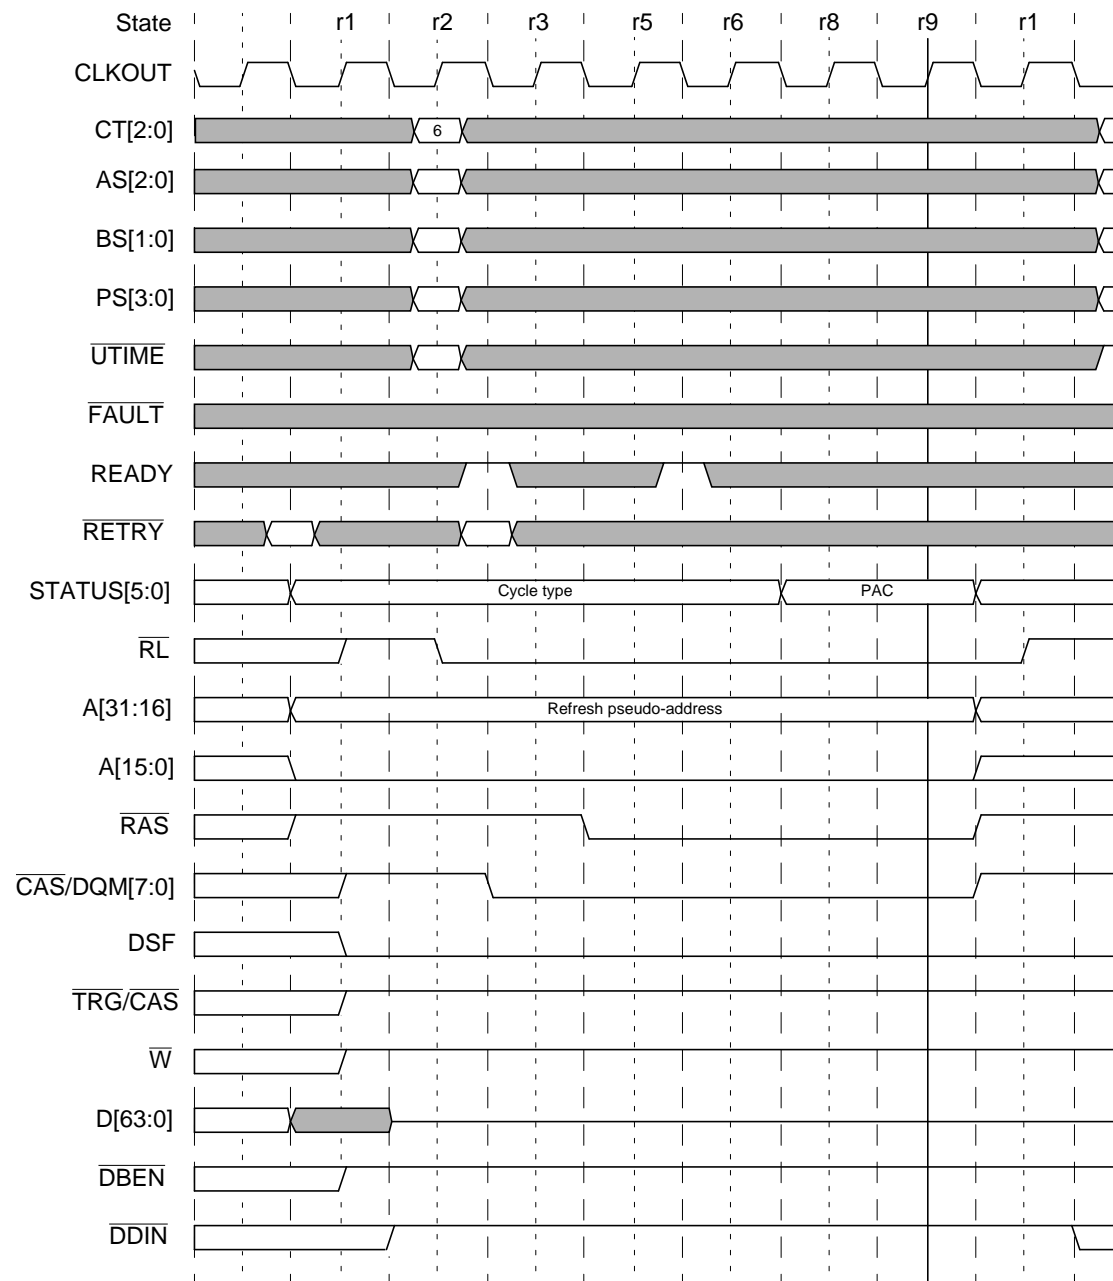 State r1 r2 r3 r5 r6 r8 r9 r1
CLKOUT
CT[2:0] 6
AS[2:0]
BS[1:0]
PS[3:0]
UTIME
FAULT
READY
RETRY
STATUS[5:0] Cycle type PAC
RL
A[31:16] Refresh pseudo-address
A[15:0]
RAS
CAS/DQM[7:0]
DSF
TRG/CAS
W
D[63:0]
DBEN
DDIN